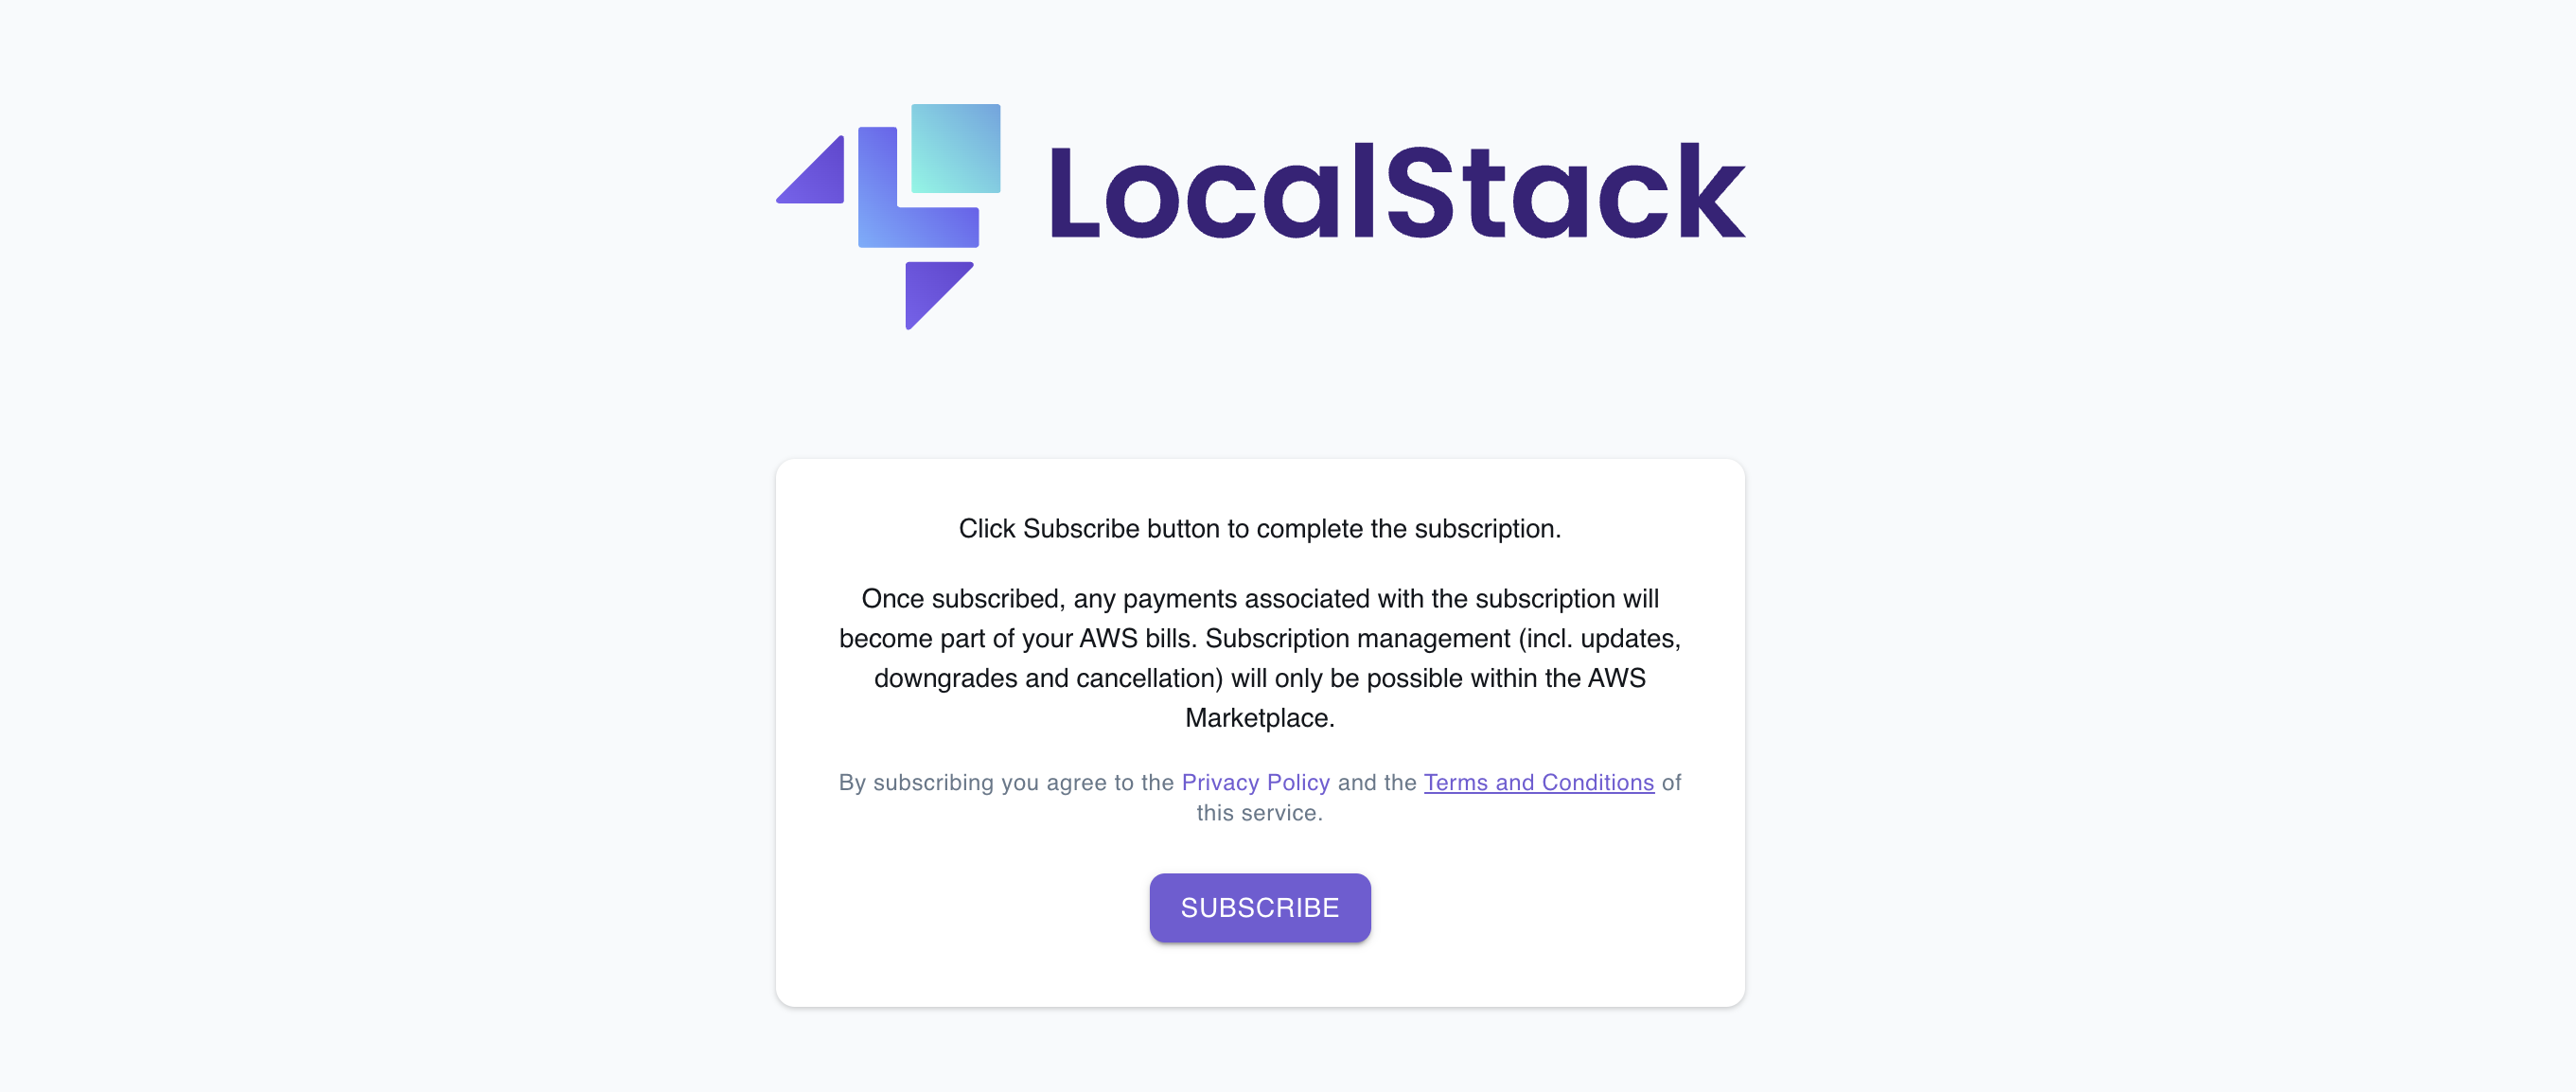 LocalStack
Click Subscribe button to complete the subscription.
Once subscribed, any payments associated with the subscription will
become part of your AWS bills. Subscription management (incl. updates,
downgrades and cancellation) will only be possible within the AWS
Marketplace.
By subscribing you agree to the Privacy Policy and the Terms and Conditions of
this service.
SUBSCRIBE